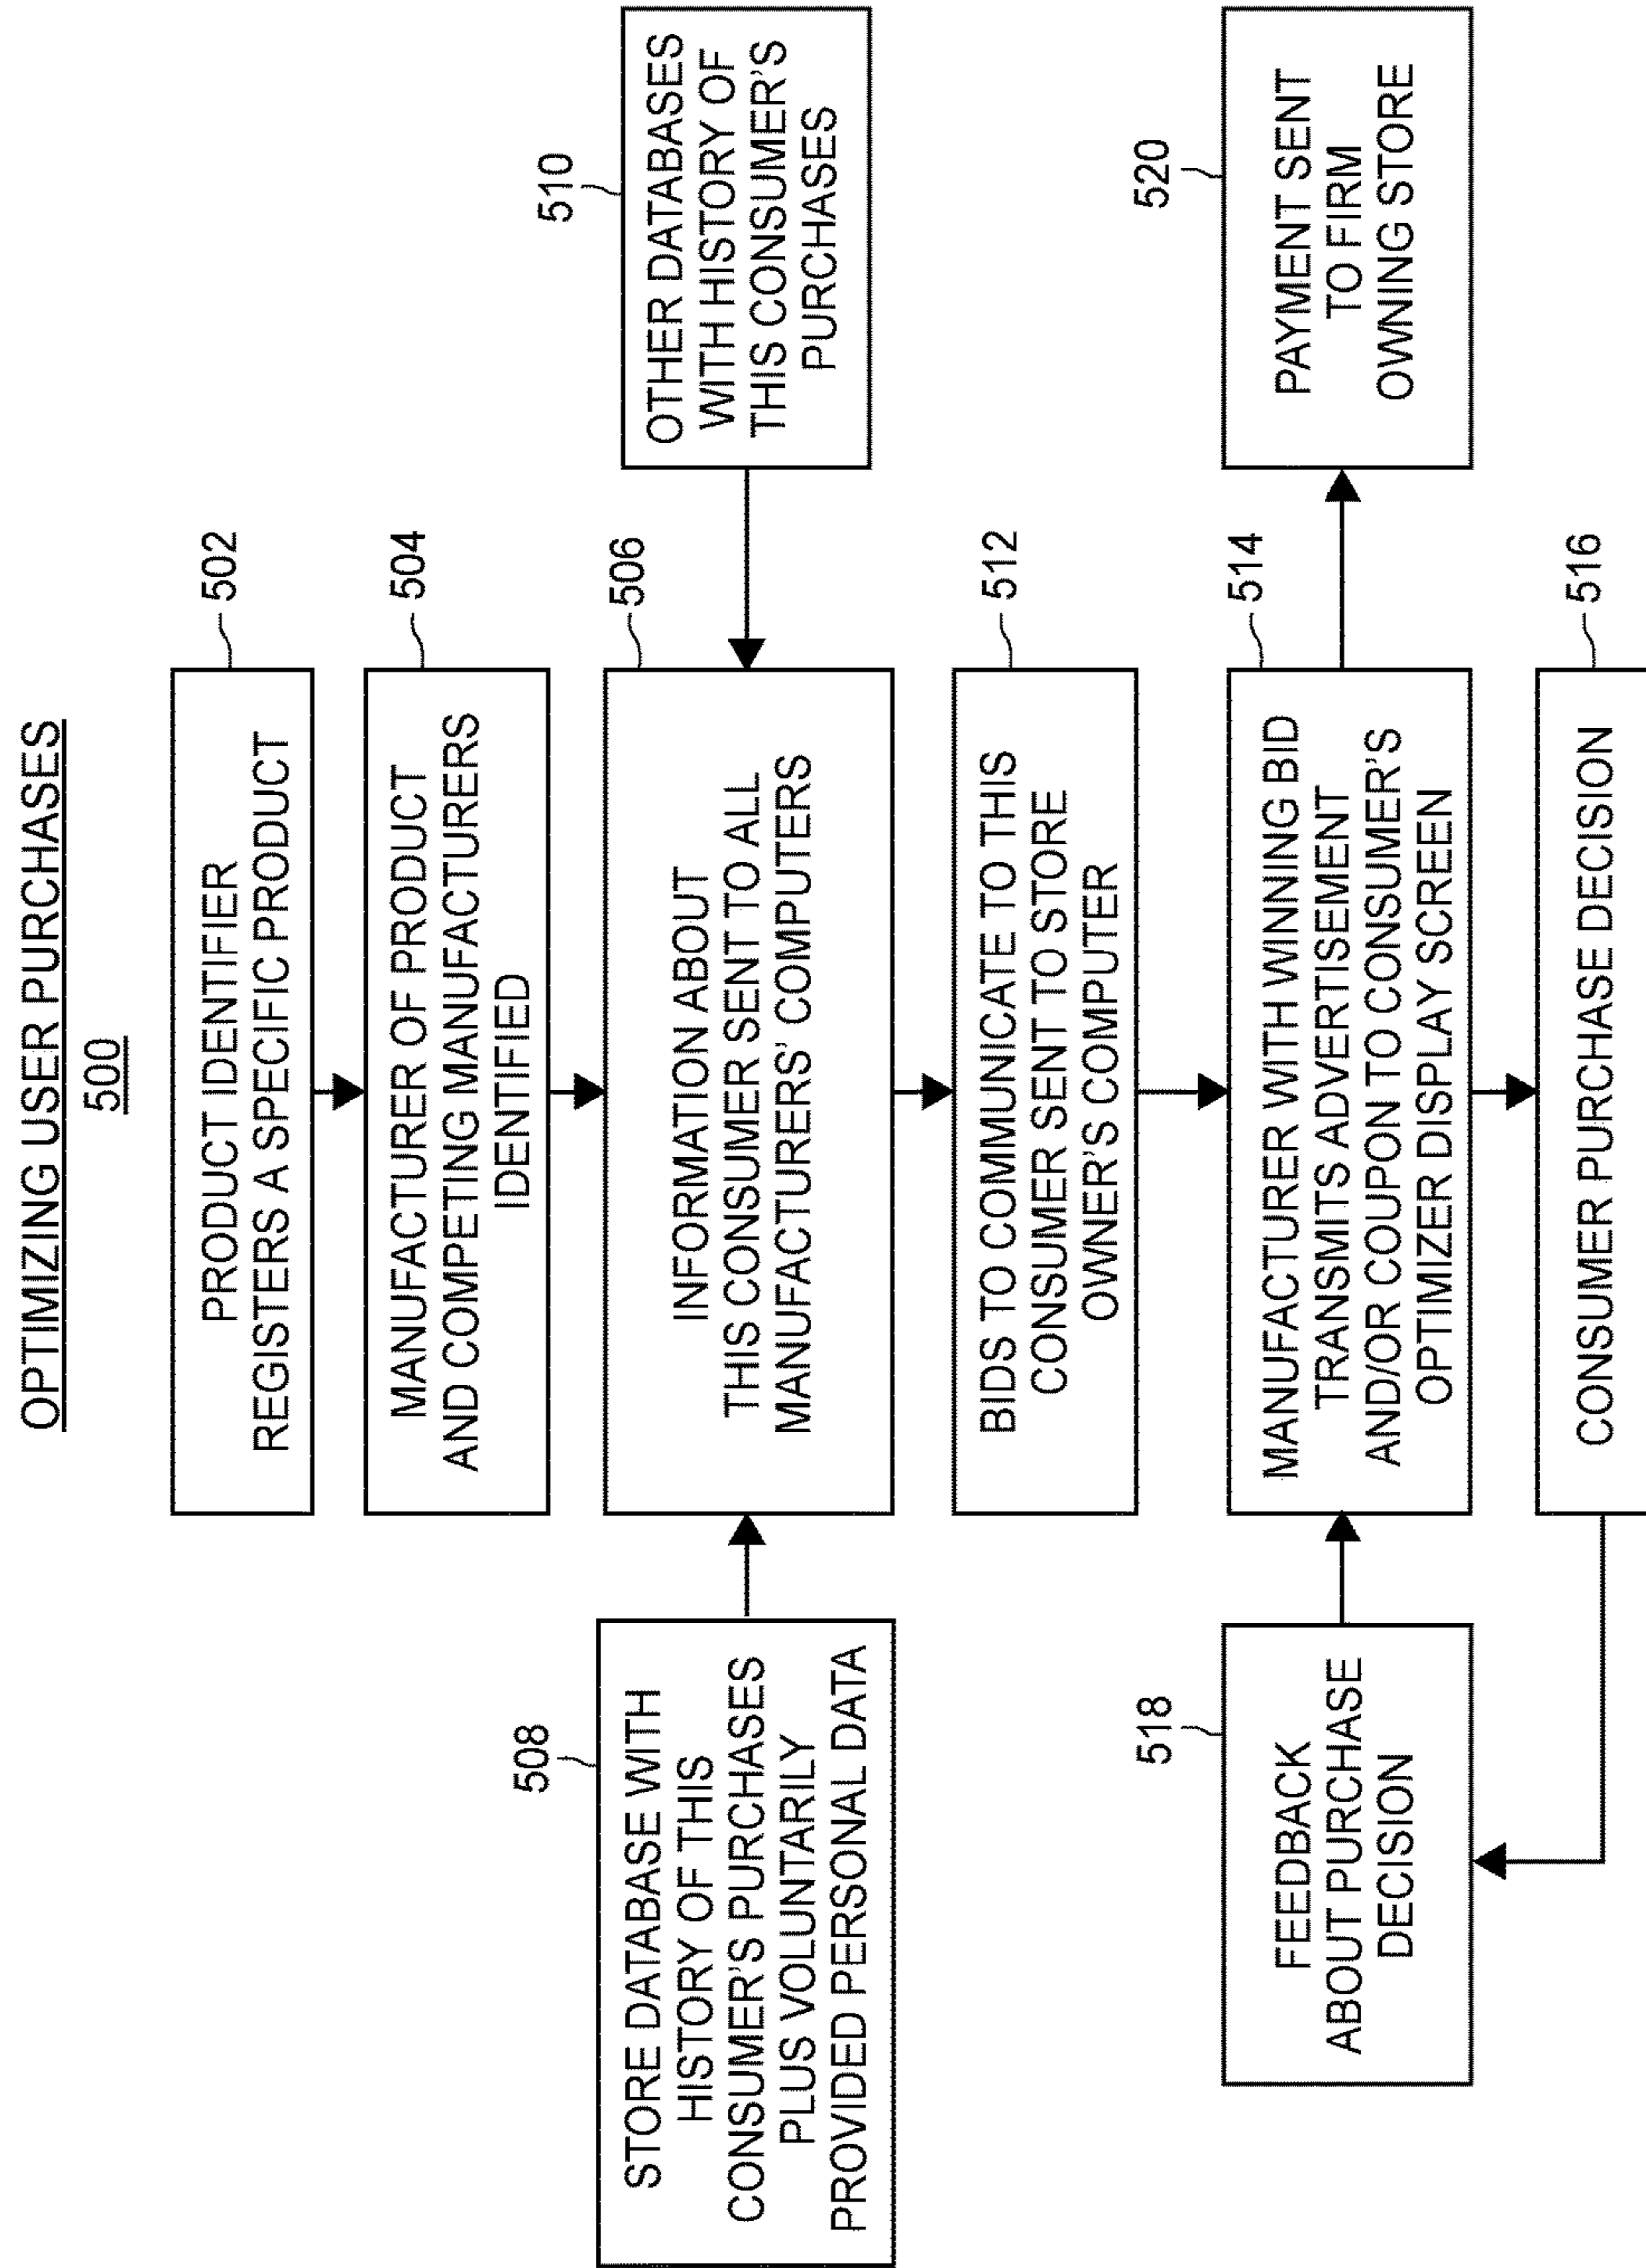 OPTIMIZING USER PURCHASES
500
502
PRODUCT IDENTIFIER
REGISTERS A SPECIFIC PRODUCT
504
MANUFACTURER OF PRODUCT
AND COMPETING MANUFACTURERS
IDENTIFIED
508
STORE DATABASE WITH
HISTORY OF THIS
CONSUMER'S PURCHASES
PLUS VOLUNTARILY
PROVIDED PERSONAL DATA
506
INFORMATION ABOUT
THIS CONSUMER SENT TO ALL
MANUFACTURERS' COMPUTERS
510
OTHER DATABASES
WITH HISTORY OF
THIS CONSUMER'S
PURCHASES
512
BIDS TO COMMUNICATE TO THIS
CONSUMER SENT TO STORE
OWNER'S COMPUTER
518
FEEDBACK
ABOUT PURCHASE
DECISION
514
MANUFACTURER WITH WINNING BID
TRANSMITS ADVERTISEMENT
AND/OR COUPON TO CONSUMER'S
OPTIMIZER DISPLAY SCREEN
520
PAYMENT SENT
TO FIRM
OWNING STORE
516
CONSUMER PURCHASE DECISION